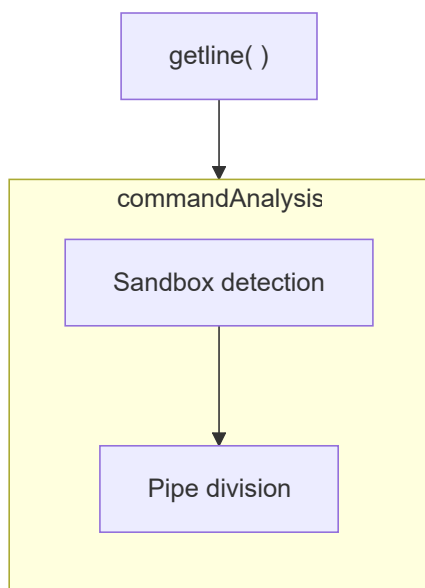 getline( )
commandAnalysis
Sandbox detection
Pipe division